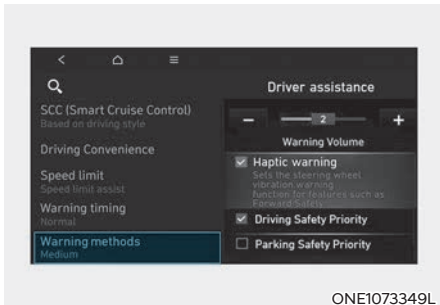 Driver assistance
SCC (Smart Cruise Control)
Based on driving style
Driving Convenience
Speed limit
Speed limit assist
Warning timing
Normal
Warning methods
Medium
− 2 +
Warning Volume
Haptic warning
Sets the steering wheel
vibration warning
function for features such as
Forward Safety
Driving Safety Priority
Parking Safety Priority
ONE1073349L